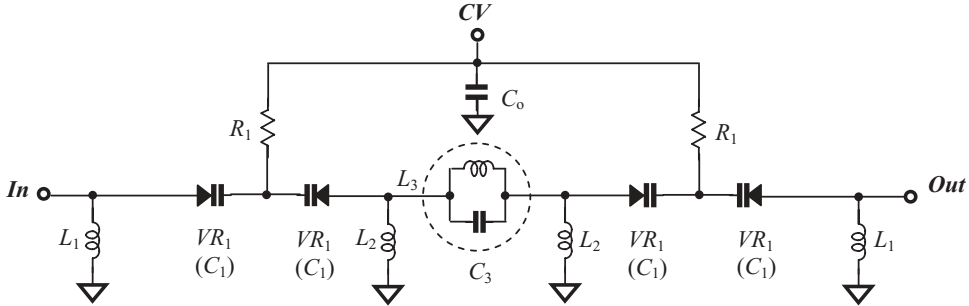 CV
C₀
R₁
R₁
In
L₃
Out
L₁
VR₁
(C₁)
VR₁
(C₁)
L₂
C₃
L₂
VR₁
(C₁)
VR₁
(C₁)
L₁